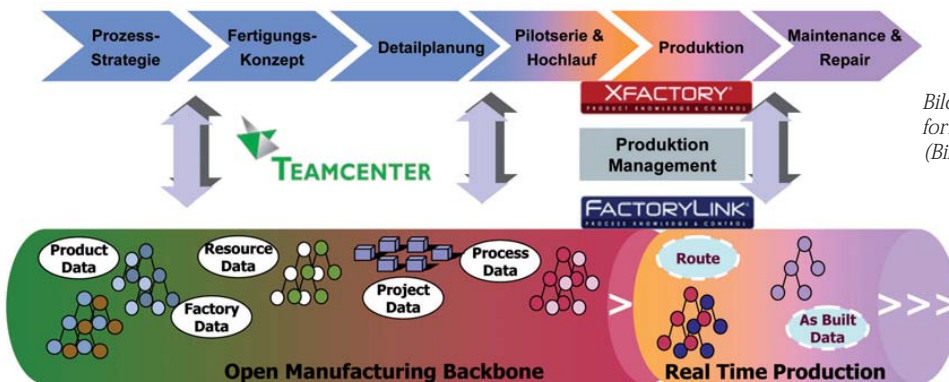 Prozess-
Strategie
Fertigungs-
Konzept
Detailplanung
Pilotserie &
Hochlauf
Produktion
Maintenance &
Repair
TEAMCENTER
XFACTORY®
PRODUCT KNOWLEDGE & CONTROL
Produktion
Management
FACTORYLINK®
PROCESS KNOWLEDGE & CONTROL
(Bi
Product
Data
Factory
Data
Resource
Data
Project
Data
Process
Data
>
Route
As Built
Data
> > >
Open Manufacturing Backbone
Real Time Production